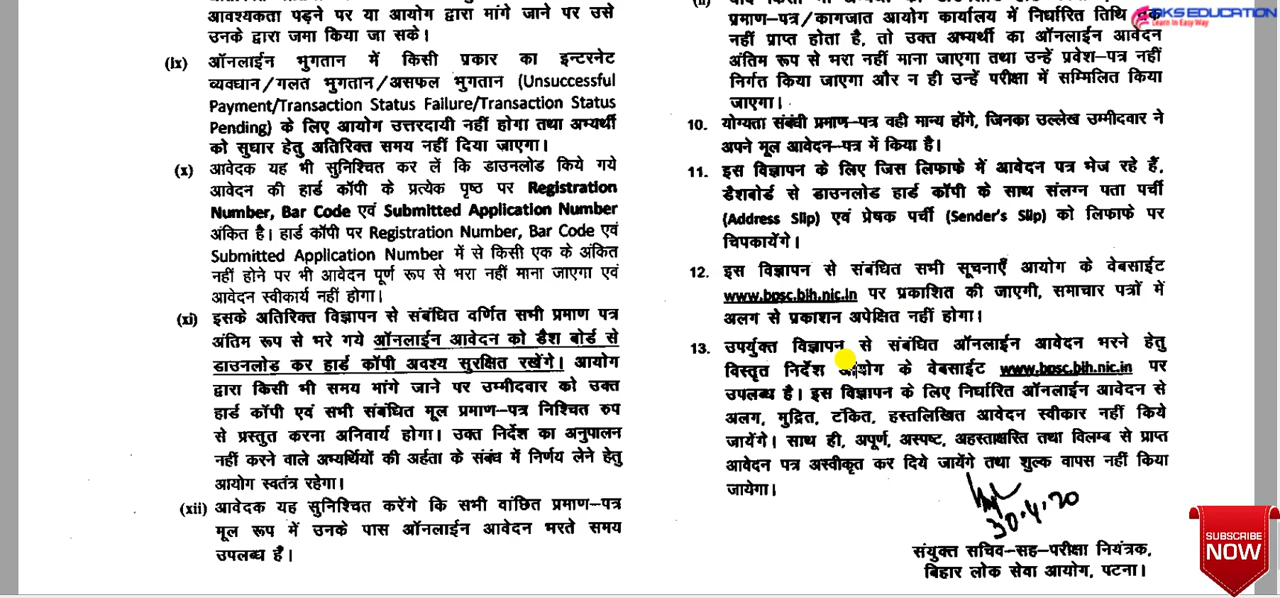 आवश्यकता पड़ने पर या आयोग द्वारा मांगे जाने पर उसे
उनके द्वारा जमा किया जा सके।
(ix) ऑनलाईन भुगतान में किसी प्रकार का इन्टरनेट
व्यवधान/गलत भुगतान/असफल भुगतान (Unsuccessful
Payment/Transaction Status Failure/Transaction Status
Pending) के लिए आयोग उत्तरदायी नहीं होगा तथा अभ्यर्थी
को सुधार हेतु अतिरिक्त समय नहीं दिया जाएगा।
(x) आवेदक यह भी सुनिश्चित कर लें कि डाउनलोड किये गये
आवेदन की हार्ड कॉपी के प्रत्येक पृष्ठ पर Registration
Number, Bar Code एवं Submitted Application Number
अंकित है। हार्ड कॉपी पर Registration Number, Bar Code एवं
Submitted Application Number में से किसी एक के अंकित
नहीं होने पर भी आवेदन पूर्ण रूप से भरा नहीं माना जाएगा एवं
आवेदन स्वीकार्य नहीं होगा।
(xi) इसके अतिरिक्त विज्ञापन से संबंधित वर्णित सभी प्रमाण पत्र
अंतिम रूप से भरे गये ऑनलाईन आवेदन को डैश बोर्ड से
डाउनलोड कर हार्ड कॉपी अवश्य सुरक्षित रखेंगे। आयोग
द्वारा किसी भी समय मांगे जाने पर उम्मीदवार को उक्त
हार्ड कॉपी एवं सभी संबंधित मूल प्रमाण–पत्र निश्चित रुप
से प्रस्तुत करना अनिवार्य होगा। उक्त निर्देश का अनुपालन
नहीं करने वाले अभ्यर्थियों की अर्हता के संबंध में निर्णय लेने हेतु
आयोग स्वतंत्र रहेगा।
(xii) आवेदक यह सुनिश्चित करेंगे कि सभी वांछित प्रमाण–पत्र
मूल रूप में उनके पास ऑनलाईन आवेदन भरते समय
उपलब्ध हैं।
प्रमाण–पत्र/कागजात आयोग कार्यालय में निर्धारित तिथि तक
नहीं प्राप्त होता है, तो उक्त अभ्यर्थी का ऑनलाईन आवेदन
अंतिम रूप से भरा नहीं माना जाएगा तथा उन्हें प्रवेश–पत्र नहीं
निर्गत किया जाएगा और न ही उन्हें परीक्षा में सम्मिलित किया
जाएगा।
10. योग्यता संबंधी प्रमाण–पत्र वही मान्य होंगे, जिनका उल्लेख उम्मीदवार ने
अपने मूल आवेदन–पत्र में किया है।
11. इस विज्ञापन के लिए जिस लिफाफे में आवेदन पत्र भेज रहे हैं,
डैशबोर्ड से डाउनलोड हार्ड कॉपी के साथ संलग्न पता पर्ची
(Address Slip) एवं प्रेषक पर्ची (Sender's Slip) को लिफाफे पर
चिपकायेंगे।
12. इस विज्ञापन से संबंधित सभी सूचनाएँ आयोग के वेबसाईट
www.bpsc.bih.nic.in पर प्रकाशित की जाएगी, समाचार पत्रों में
अलग से प्रकाशन अपेक्षित नहीं होगा।
13. उपर्युक्त विज्ञापन से संबंधित ऑनलाईन आवेदन भरने हेतु
विस्तृत निर्देश आयोग के वेबसाईट www.bpsc.bih.nic.in पर
उपलब्ध है। इस विज्ञापन के लिए निर्धारित ऑनलाईन आवेदन से
अलग, मुद्रित, टंकित, हस्तलिखित आवेदन स्वीकार नहीं किये
जायेंगे। साथ ही, अपूर्ण, अस्पष्ट, अहस्ताक्षरित तथा विलम्ब से प्राप्त
आवेदन पत्र अस्वीकृत कर दिये जायेंगे तथा शुल्क वापस नहीं किया
जायेगा।
30.4.20
संयुक्त सचिव–सह–परीक्षा नियंत्रक,
बिहार लोक सेवा आयोग, पटना।
BKS EDUCATION
Learn In Easy Way
SUBSCRIBE
NOW